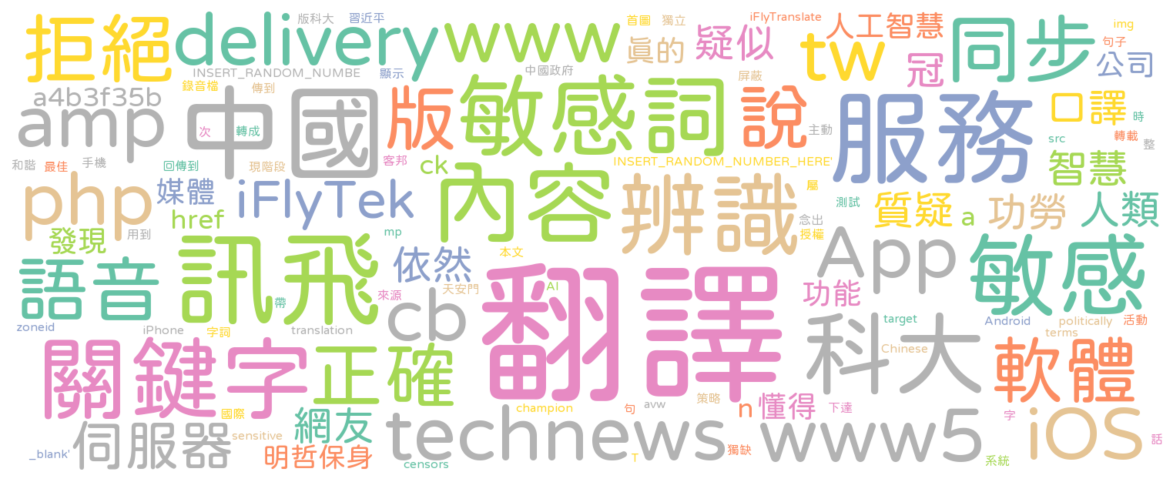 拒絕
delivery
版科大
習近平
www
首圖
獨立
iFlyTranslate
人工智慧
同步
img
句子
眞的
疑似
tw
冠
公司
INSERT_RANDOM_NUMBE
顯示
中國政府
屏蔽
錄音檔
傳到
a4b3f35b
amp
中國
版
敏感詞
說
服務
口譯
時
次
轉成
主動
src
轉載
整
和諧
最佳
手機
回傳到
現階段
客邦
ck
INSERT_RANDOM_NUMBER_HERE'
智慧
php
媒體
iFlyTek
內容
辨識
屬
測試
質疑
a
功勞
人類
href
mp
念出
授權
發現
用到
本文
語音
訊飛
依然
App
敏感
帶
來源
天安門
AI
翻譯
功能
cb
科大
zoneid
iPhone
字詞
translation
target
Android
politically
活動
terms
Chinese
關鍵字
正確
軟體
國際
網友
champion
句
avw
策略
n
懂得
下達
字
iOS
伺服器
sensitive
technews
www5
話
_blank'
明哲保身
censors
T
獨缺
系統